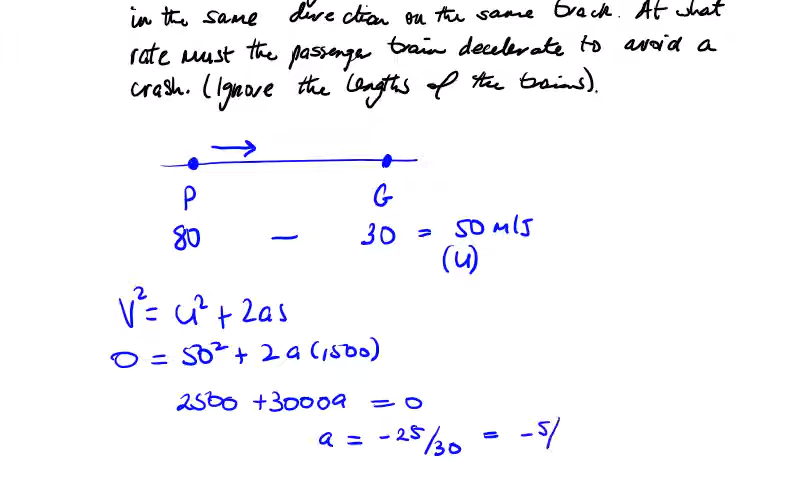 in the same direction on the same track. At what
rate must the passenger train decelerate to avoid a
crash. (Ignore the lengths of the trains).
P G
80 - 30 = 50 m/s
(u)
V² = u² + 2as
0 = 50² + 2a(1500)
2500 + 3000a = 0
a = -25/30 = -5/